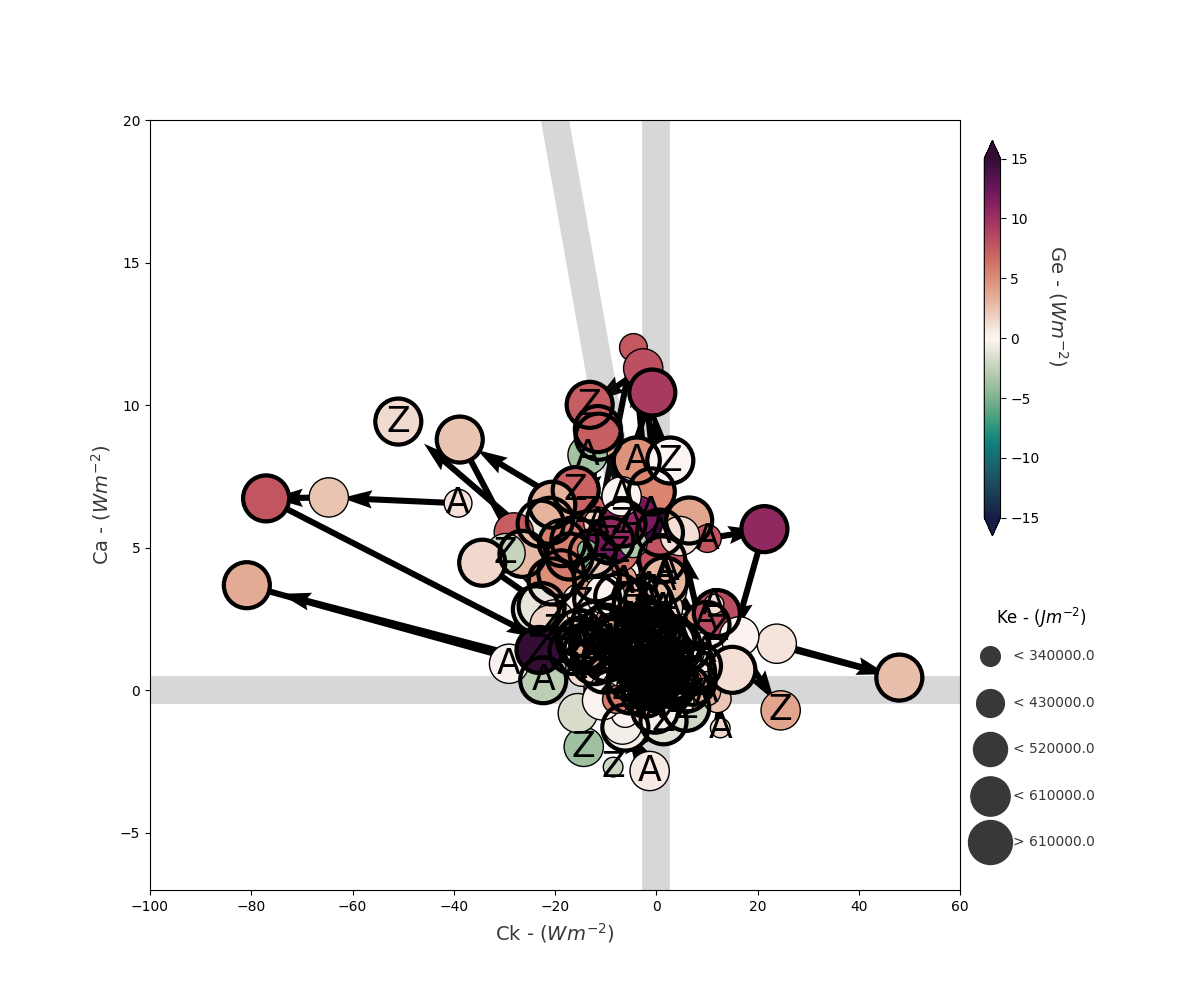 20
15
10
5
0
−5
−100
−80
−60
−40
−20
0
20
40
60
Ck - (Wm⁻²)
Ca - (Wm⁻²)
15
10
5
0
−5
−10
−15
Ge - (Wm⁻²)
Ke - (Jm⁻²)
< 340000.0
< 430000.0
< 520000.0
< 610000.0
> 610000.0
Z
Z
A
A
Z
Z
A
A
Z
A
A
Z
A
Z
A
Z
Z
A